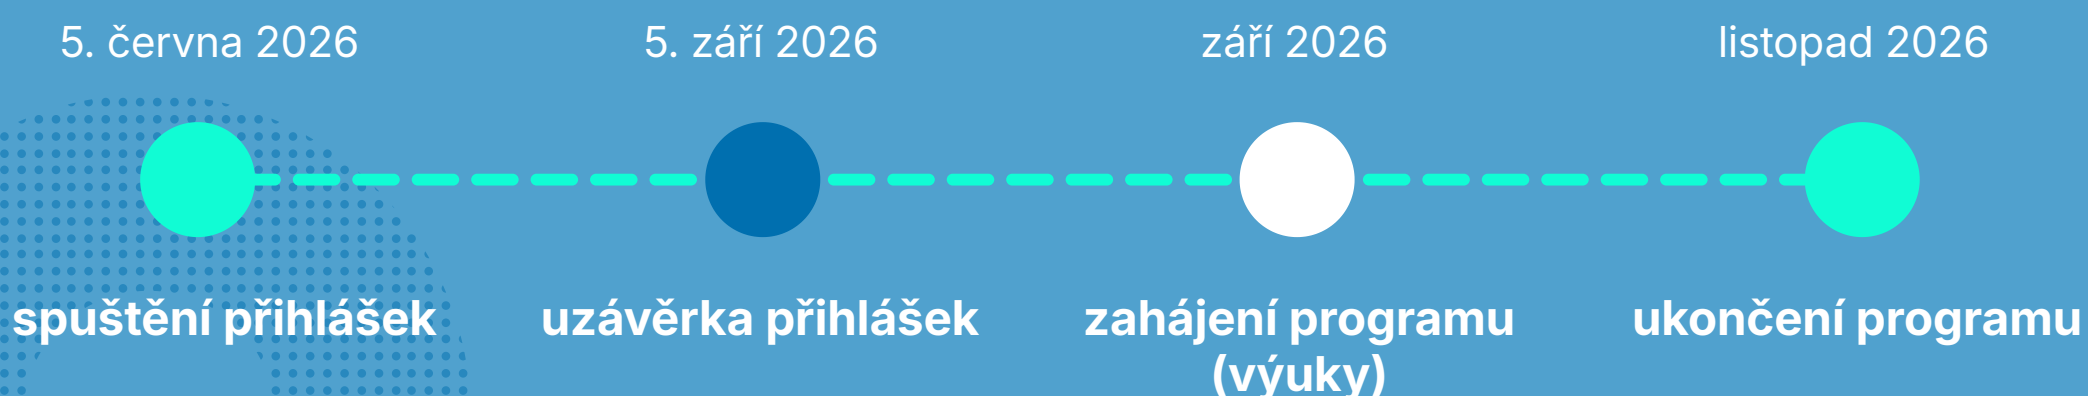 5. června 2026
5. září 2026
září 2026
listopad 2026
spuštění přihlášek
uzávěrka přihlášek
zahájení programu
(výuky)
ukončení programu